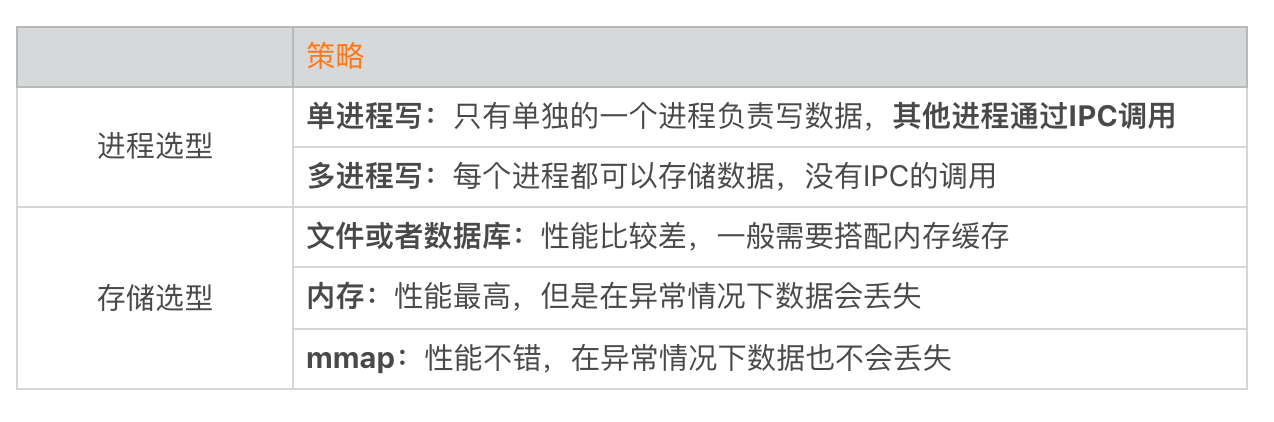 策略
进程选型
单进程写：只有单独的一个进程负责写数据，其他进程通过IPC调用
多进程写：每个进程都可以存储数据，没有IPC的调用
存储选型
文件或者数据库：性能比较差，一般需要搭配内存缓存
内存：性能最高，但是在异常情况下数据会丢失
mmap：性能不错，在异常情况下数据也不会丢失